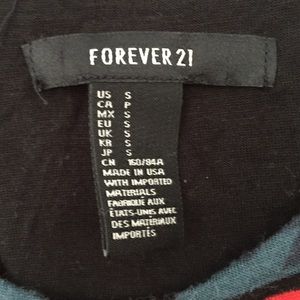 FOREVER 21
US S
CA P
MX S
EU S
UK S
KR S
JP S
CN 160/84A
MADE IN USA
WITH IMPORTED
MATERIALS
FABRIQUÉ AUX
ÉTATS-UNIS AVEC
DES MATÉRIAUX
IMPORTÉS